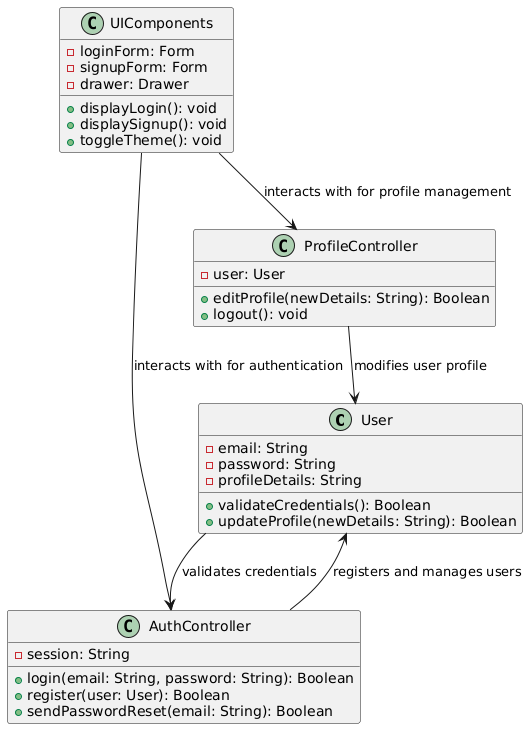 C UIComponents
loginForm: Form
signupForm: Form
drawer: Drawer
displayLogin(): void
displaySignup(): void
toggleTheme(): void
interacts with for profile management
C ProfileController
user: User
editProfile(newDetails: String): Boolean
logout(): void
interacts with for authentication
modifies user profile
C User
email: String
password: String
profileDetails: String
validateCredentials(): Boolean
updateProfile(newDetails: String): Boolean
validates credentials
registers and manages users
C AuthController
session: String
login(email: String, password: String): Boolean
register(user: User): Boolean
sendPasswordReset(email: String): Boolean